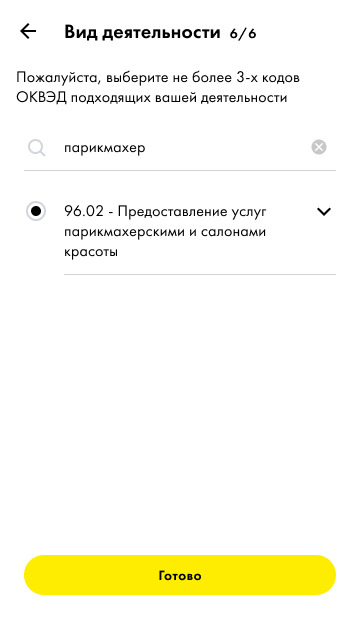 Вид деятельности 6/6
Пожалуйста, выберите не более 3-х кодов
ОКВЭД подходящих вашей деятельности
парикмахер
96.02 - Предоставление услуг
парикмахерскими и салонами
красоты
Готово